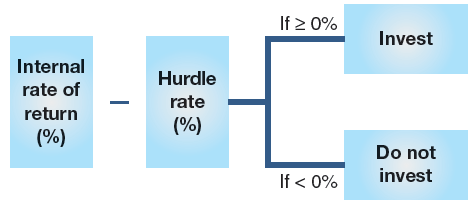 Internal
rate of
return
(%)
–
Hurdle
rate
(%)
If ≥ 0%
Invest
If < 0%
Do not
invest